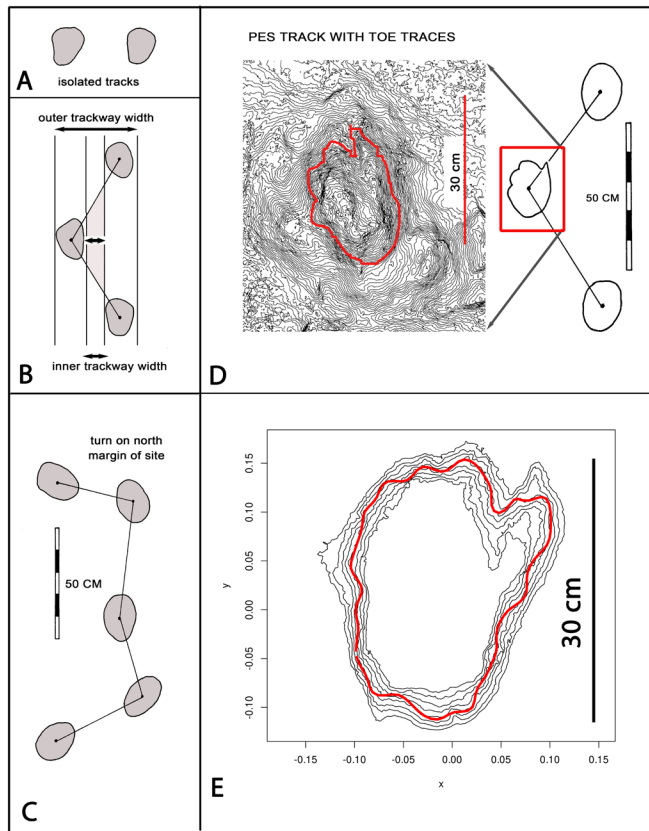 A
isolated tracks
outer trackway width
inner trackway width
B
turn on north
margin of site
50 CM
C
PES TRACK WITH TOE TRACES
30 cm
50 CM
D
0.15
0.10
0.05
0.00
-0.05
-0.10
y
-0.15
-0.10
-0.05
0.00
0.05
0.10
0.15
x
30 cm
E